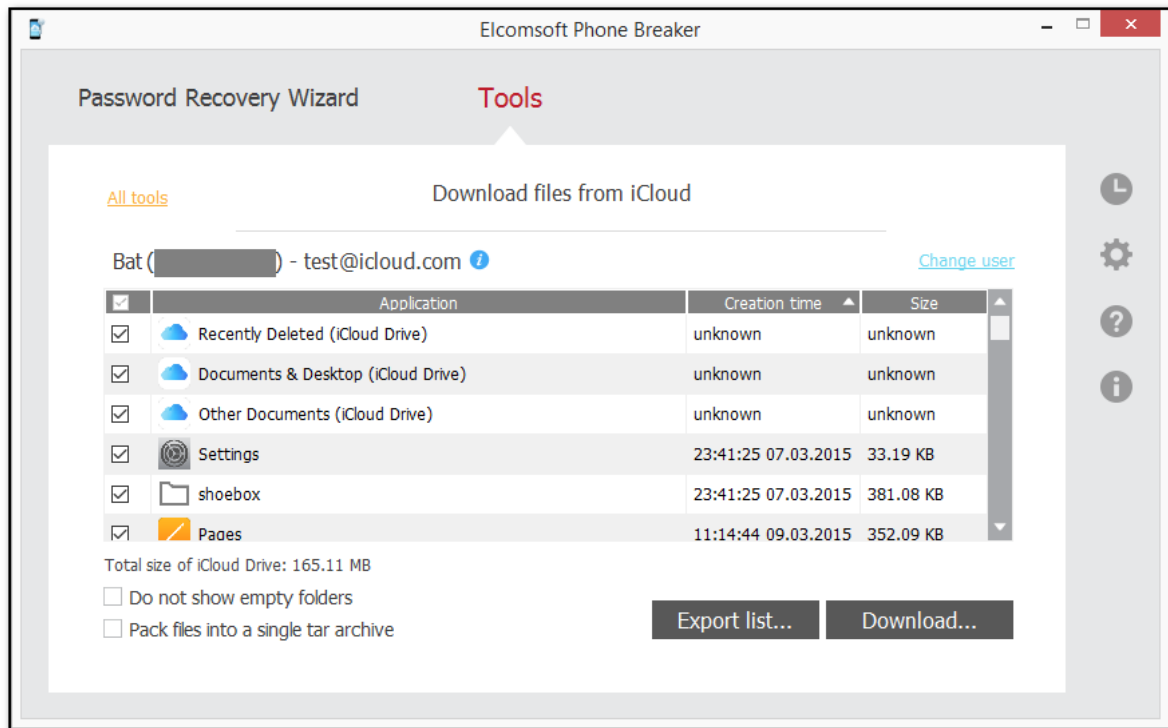 Elcomsoft Phone Breaker
Password Recovery Wizard Tools
All tools
Download files from iCloud
Bat ( ) - test@icloud.com
Change user
Application Creation time Size
Recently Deleted (iCloud Drive) unknown unknown
Documents & Desktop (iCloud Drive) unknown unknown
Other Documents (iCloud Drive) unknown unknown
Settings 23:41:25 07.03.2015 33.19 KB
shoebox 23:41:25 07.03.2015 381.08 KB
Pages 11:14:44 09.03.2015 352.09 KB
Total size of iCloud Drive: 165.11 MB
Do not show empty folders
Pack files into a single tar archive
Export list... Download...